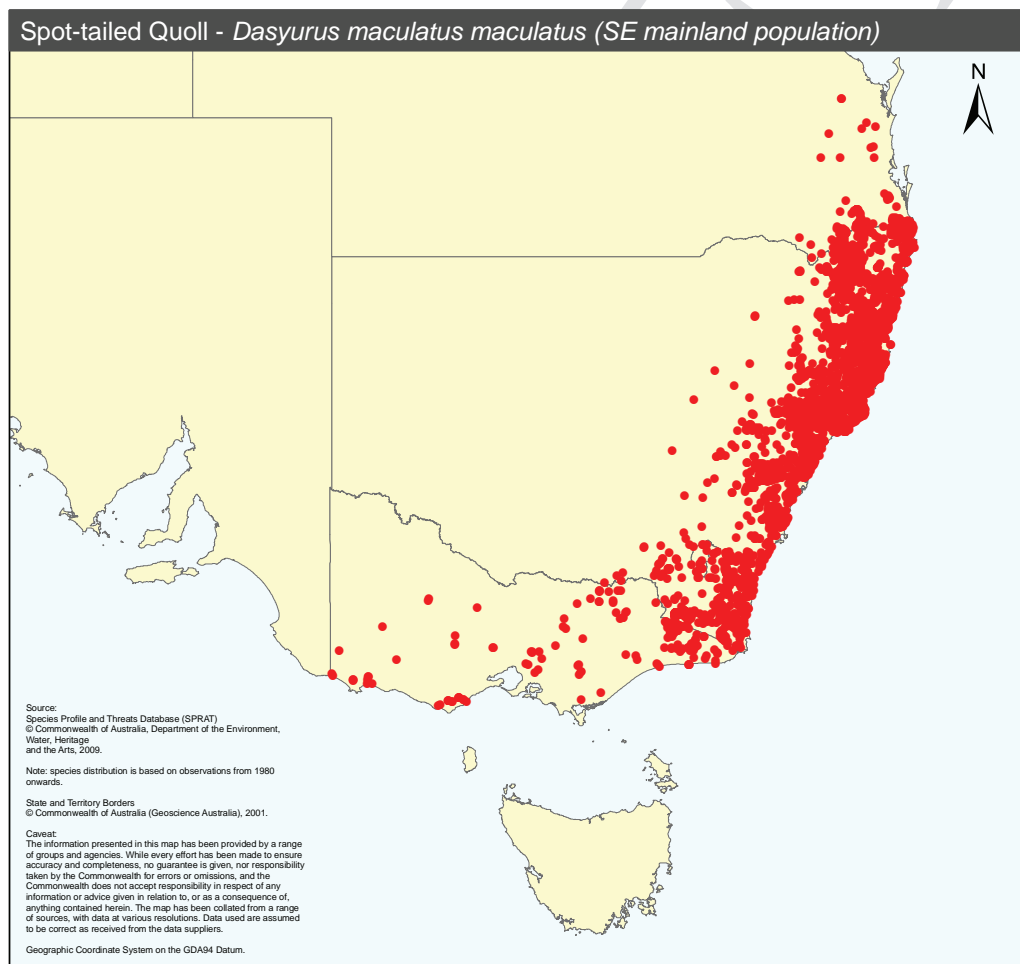 Spot-tailed Quoll - Dasyurus maculatus maculatus (SE mainland population)
N
Source:
Species Profile and Threats Database (SPRAT)
© Commonwealth of Australia, Department of the Environment,
Water, Heritage
and the Arts, 2009.
Note: species distribution is based on observations from 1980
onwards.
State and Territory Borders
© Commonwealth of Australia (Geoscience Australia), 2001.
Caveat:
The information presented in this map has been provided by a range
of groups and agencies. While every effort has been made to ensure
accuracy and completeness, no guarantee is given, nor responsibility
taken by the Commonwealth for errors or omissions, and the
Commonwealth does not accept responsibility in respect of any
information or advice given in relation to, or as a consequence of,
anything contained herein. The map has been collated from a range
of sources, with data at various resolutions. Data used are assumed
to be correct as received from the data suppliers.
Geographic Coordinate System on the GDA94 Datum.